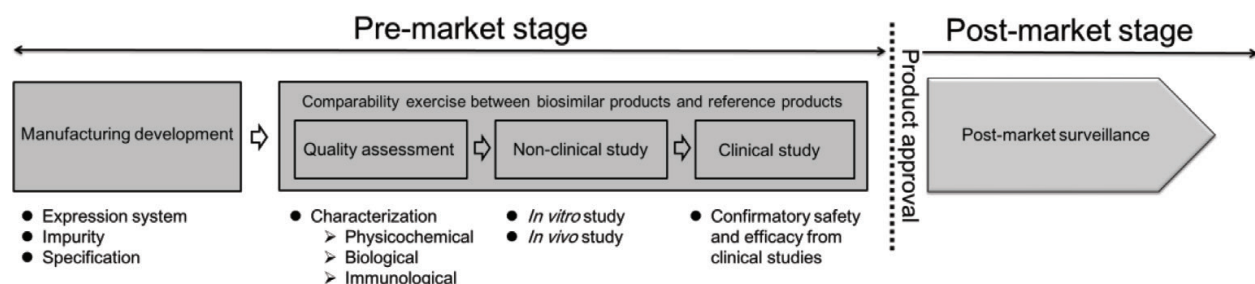 Pre-market stage
Post-market stage
Product approval
Manufacturing development
Comparability exercise between biosimilar products and reference products
Quality assessment
Non-clinical study
Clinical study
Post-market surveillance
● Expression system
● Impurity
● Specification
● Characterization
➢ Physicochemical
➢ Biological
➢ Immunological
● In vitro study
● In vivo study
● Confirmatory safety
and efficacy from
clinical studies